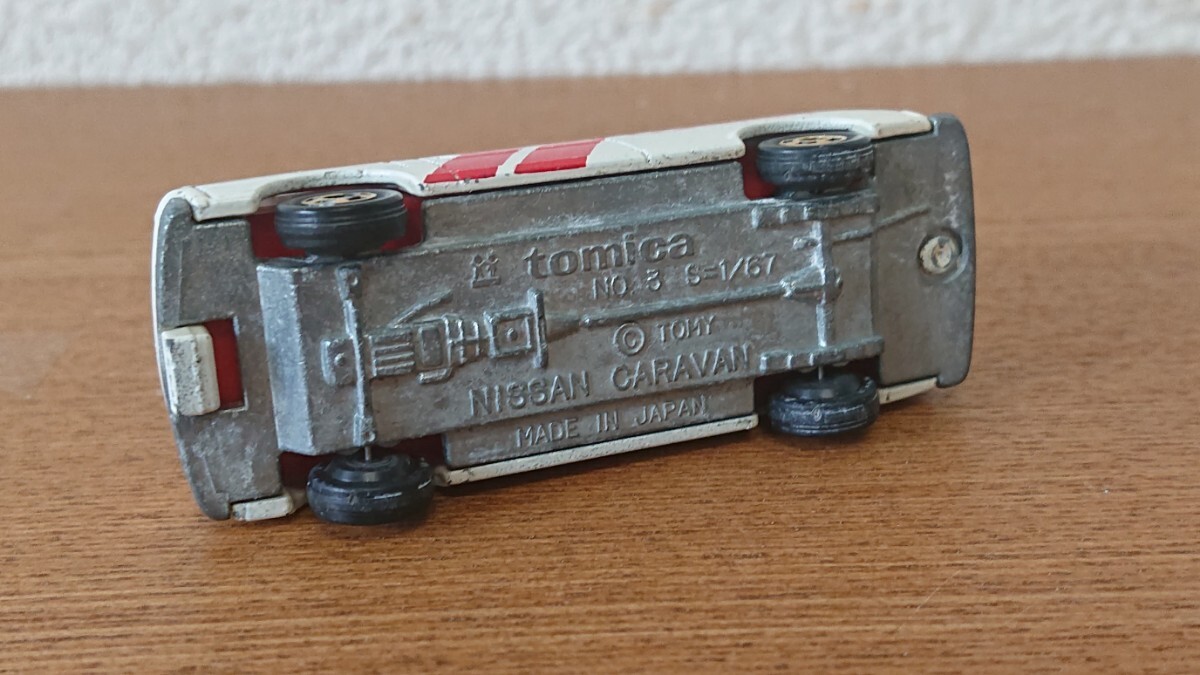 tomica
NO. 3 S=1/67
© TOMY
NISSAN CARAVAN
MADE IN JAPAN